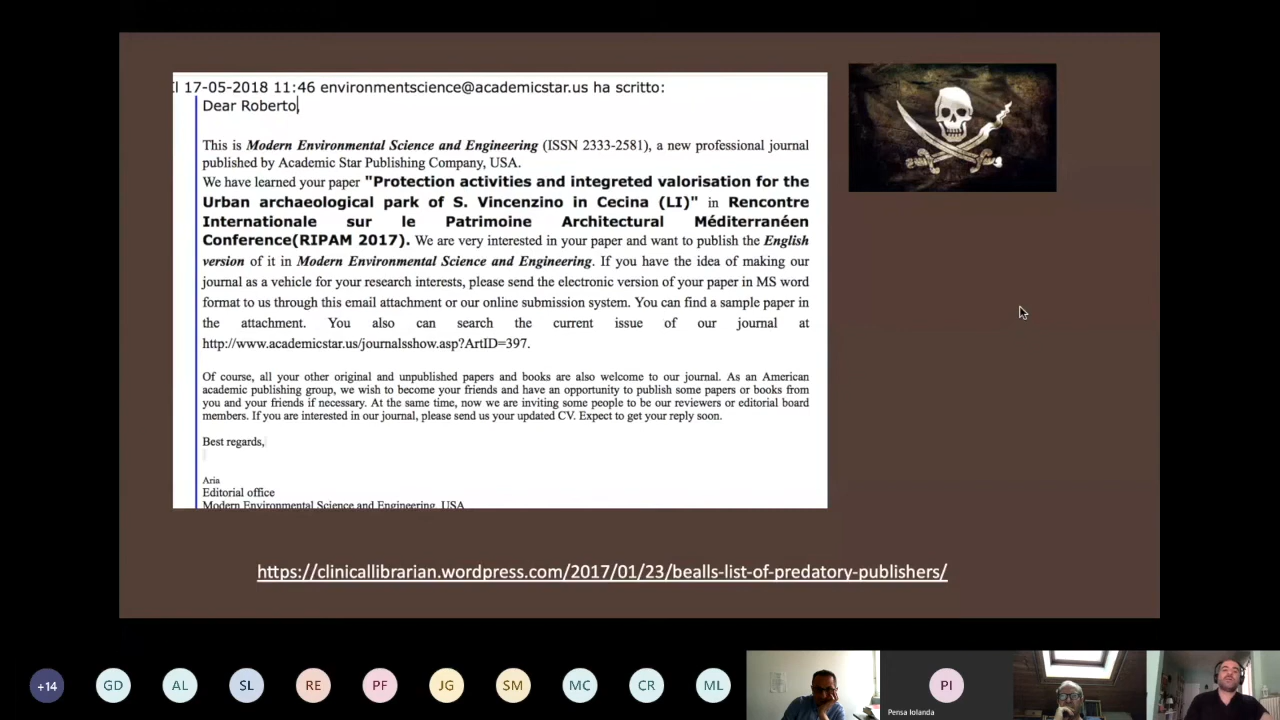 Il 17-05-2018 11:46 environmentscience@academicstar.us ha scritto:
Dear Roberto,
This is Modern Environmental Science and Engineering (ISSN 2333-2581), a new professional journal
published by Academic Star Publishing Company, USA.
We have learned your paper "Protection activities and integreted valorisation for the
Urban archaeological park of S. Vincenzino in Cecina (LI)" in Rencontre
Internationale sur le Patrimoine Architectural Méditerranéen
Conference(RIPAM 2017). We are very interested in your paper and want to publish the English
version of it in Modern Environmental Science and Engineering. If you have the idea of making our
journal as a vehicle for your research interests, please send the electronic version of your paper in MS word
format to us through this email attachment or our online submission system. You can find a sample paper in
the attachment. You also can search the current issue of our journal at
http://www.academicstar.us/journalsshow.asp?ArtID=397.
Of course, all your other original and unpublished papers and books are also welcome to our journal. As an American
academic publishing group, we wish to become your friends and have an opportunity to publish some papers or books from
you and your friends if necessary. At the same time, now we are inviting some people to be our reviewers or editorial board
members. If you are interested in our journal, please send us your updated CV. Expect to get your reply soon.
Best regards,
Aria
Editorial office
Modern Environmental Science and Engineering, USA
https://clinicallibrarian.wordpress.com/2017/01/23/bealls-list-of-predatory-publishers/
+14 GD AL SL RE PF JG SM MC CR ML PI
Pensa Iolanda